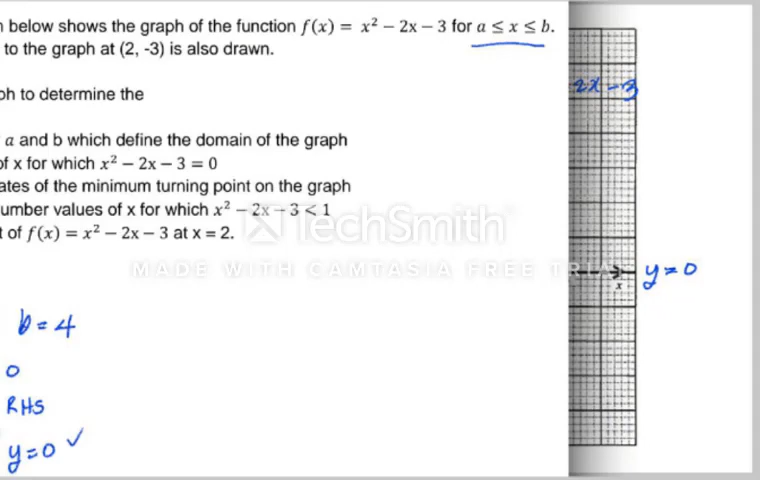 n below shows the graph of the function f(x) = x² − 2x − 3 for a ≤ x ≤ b.
to the graph at (2, -3) is also drawn.
2x − 3
ph to determine the
a and b which define the domain of the graph
of x for which x² − 2x − 3 = 0
ates of the minimum turning point on the graph
umber values of x for which x² − 2x − 3 < 1
t of f(x) = x² − 2x − 3 at x = 2.
TechSmith
MADE WITH CAMTASIA FREE TRIAL
x
y = 0
b = 4
0
RHS
y = 0 ✓